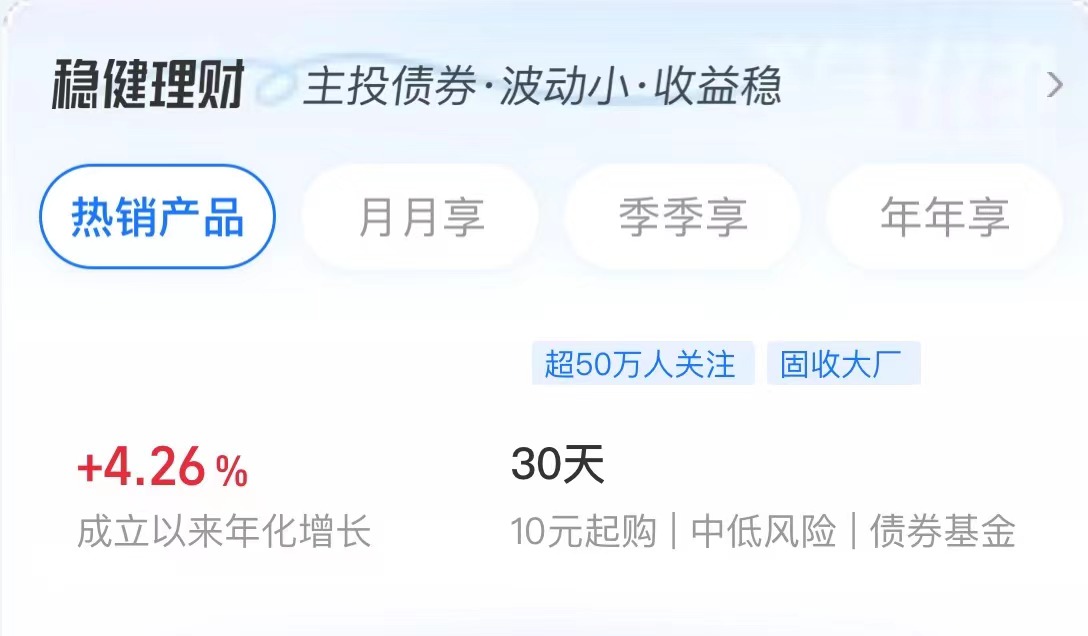 稳健理财 主投债券·波动小·收益稳
热销产品 月月享 季季享 年年享
超50万人关注 固收大厂
+4.26% 30天
成立以来年化增长 10元起购 | 中低风险 | 债券基金